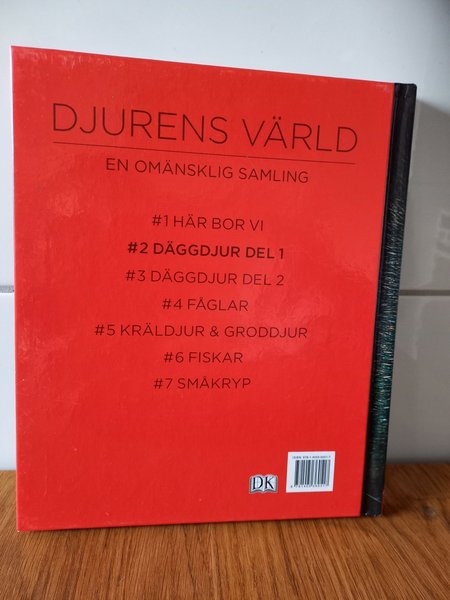 DJURENS VÄRLD
EN OMÄNSKLIG SAMLING
#1 HÄR BOR VI
#2 DÄGGDJUR DEL 1
#3 DÄGGDJUR DEL 2
#4 FÅGLAR
#5 KRÄLDJUR & GRODDJUR
#6 FISKAR
#7 SMÅKRYP
DK